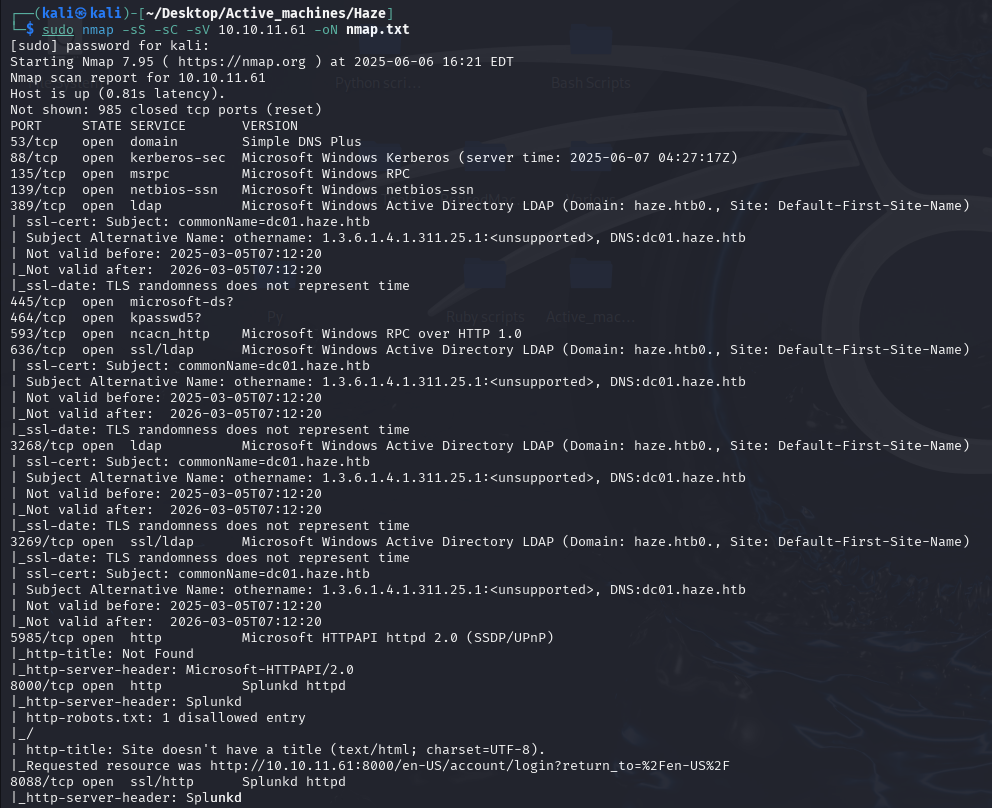 ┌──(kali㉿kali)-[~/Desktop/Active_machines/Haze]
└─$ sudo nmap -sS -sC -sV 10.10.11.61 -oN nmap.txt
[sudo] password for kali:
Starting Nmap 7.95 ( https://nmap.org ) at 2025-06-06 16:21 EDT
Nmap scan report for 10.10.11.61
Host is up (0.81s latency).
Not shown: 985 closed tcp ports (reset)
PORT     STATE SERVICE       VERSION
53/tcp   open  domain        Simple DNS Plus
88/tcp   open  kerberos-sec  Microsoft Windows Kerberos (server time: 2025-06-07 04:27:17Z)
135/tcp  open  msrpc         Microsoft Windows RPC
139/tcp  open  netbios-ssn   Microsoft Windows netbios-ssn
389/tcp  open  ldap          Microsoft Windows Active Directory LDAP (Domain: haze.htb0., Site: Default-First-Site-Name)
| ssl-cert: Subject: commonName=dc01.haze.htb
| Subject Alternative Name: othername: 1.3.6.1.4.1.311.25.1:<unsupported>, DNS:dc01.haze.htb
| Not valid before: 2025-03-05T07:12:20
|_Not valid after:  2026-03-05T07:12:20
|_ssl-date: TLS randomness does not represent time
445/tcp  open  microsoft-ds?
464/tcp  open  kpasswd5?
593/tcp  open  ncacn_http    Microsoft Windows RPC over HTTP 1.0
636/tcp  open  ssl/ldap      Microsoft Windows Active Directory LDAP (Domain: haze.htb0., Site: Default-First-Site-Name)
| ssl-cert: Subject: commonName=dc01.haze.htb
| Subject Alternative Name: othername: 1.3.6.1.4.1.311.25.1:<unsupported>, DNS:dc01.haze.htb
| Not valid before: 2025-03-05T07:12:20
|_Not valid after:  2026-03-05T07:12:20
|_ssl-date: TLS randomness does not represent time
3268/tcp open  ldap          Microsoft Windows Active Directory LDAP (Domain: haze.htb0., Site: Default-First-Site-Name)
| ssl-cert: Subject: commonName=dc01.haze.htb
| Subject Alternative Name: othername: 1.3.6.1.4.1.311.25.1:<unsupported>, DNS:dc01.haze.htb
| Not valid before: 2025-03-05T07:12:20
|_Not valid after:  2026-03-05T07:12:20
|_ssl-date: TLS randomness does not represent time
3269/tcp open  ssl/ldap      Microsoft Windows Active Directory LDAP (Domain: haze.htb0., Site: Default-First-Site-Name)
|_ssl-date: TLS randomness does not represent time
| ssl-cert: Subject: commonName=dc01.haze.htb
| Subject Alternative Name: othername: 1.3.6.1.4.1.311.25.1:<unsupported>, DNS:dc01.haze.htb
| Not valid before: 2025-03-05T07:12:20
|_Not valid after:  2026-03-05T07:12:20
5985/tcp open  http          Microsoft HTTPAPI httpd 2.0 (SSDP/UPnP)
|_http-title: Not Found
|_http-server-header: Microsoft-HTTPAPI/2.0
8000/tcp open  http          Splunkd httpd
|_http-server-header: Splunkd
| http-robots.txt: 1 disallowed entry
|_/
| http-title: Site doesn't have a title (text/html; charset=UTF-8).
|_Requested resource was http://10.10.11.61:8000/en-US/account/login?return_to=%2Fen-US%2F
8088/tcp open  ssl/http      Splunkd httpd
|_http-server-header: Splunkd
Python scri...
Bash Scripts
Py
Ruby scripts
Active_mac...